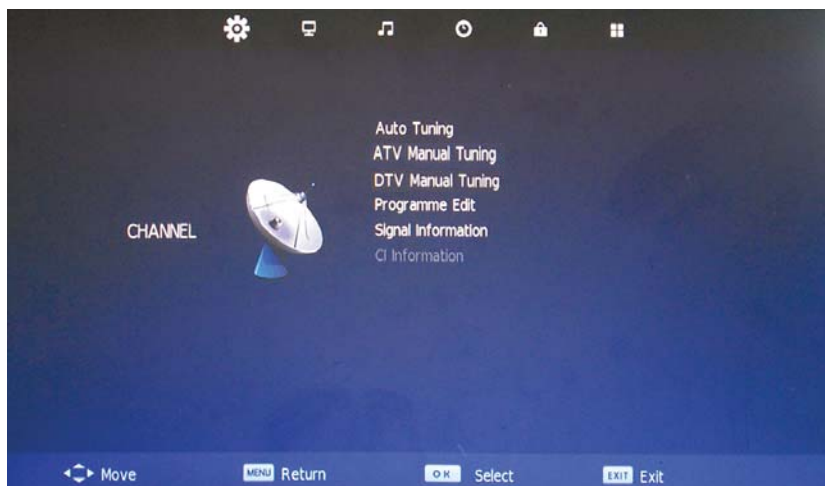 Auto Tuning
ATV Manual Tuning
DTV Manual Tuning
Programme Edit
CHANNEL
Signal Information
CI Information
Move
MENU Return
OK Select
EXIT Exit